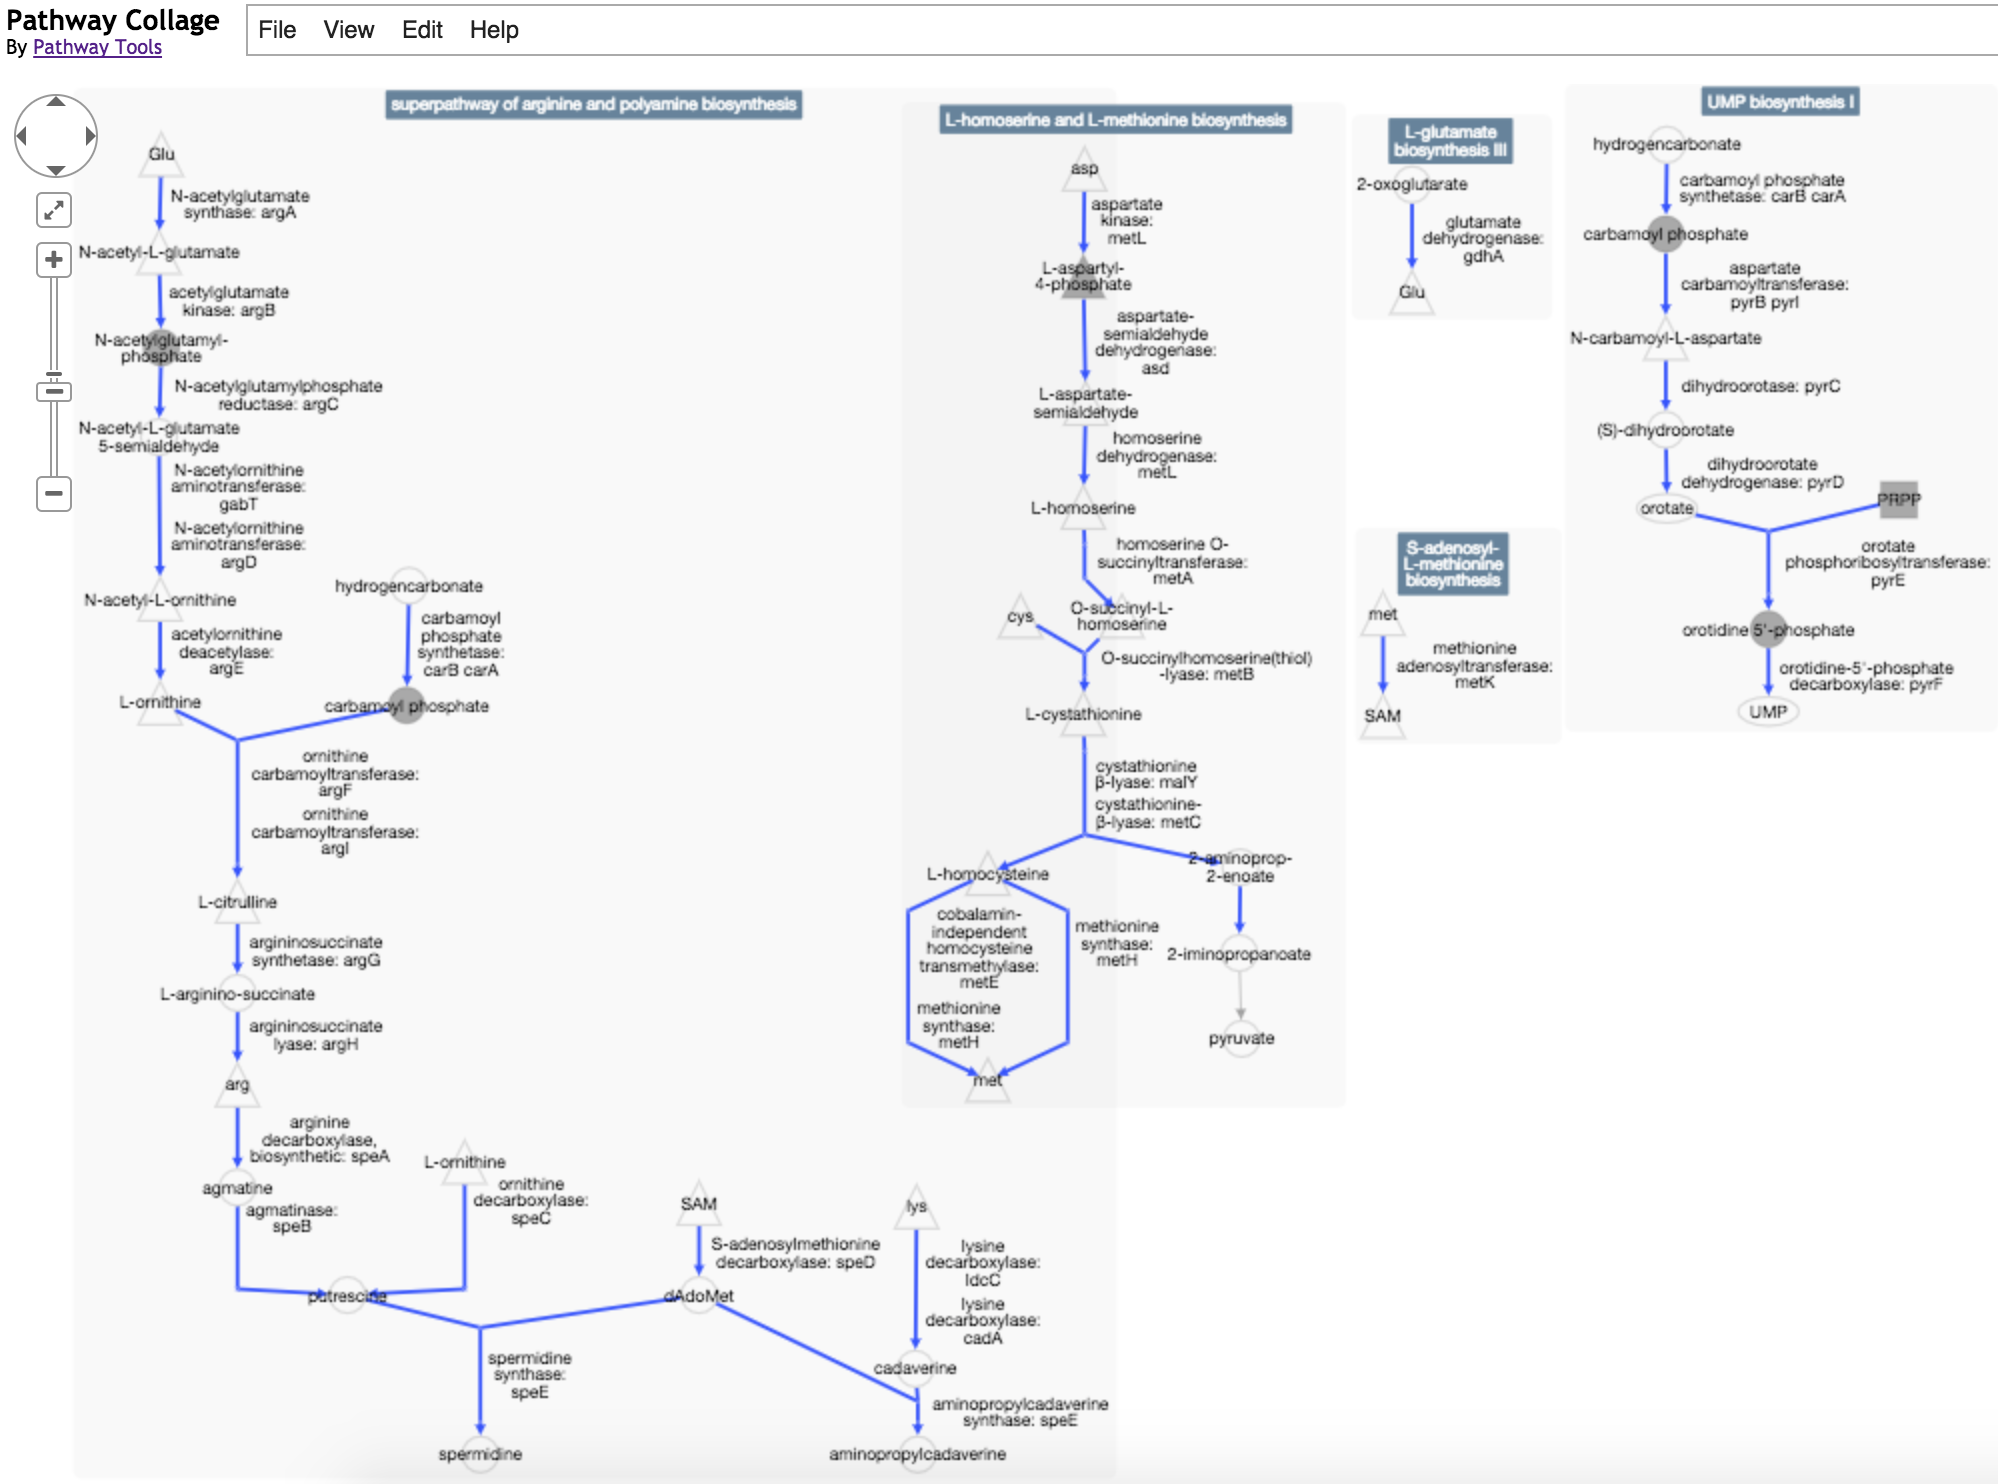 Pathway Collage
By Pathway Tools
File View Edit Help
superpathway of arginine and polyamine biosynthesis
Glu
N-acetylglutamate
synthase: argA
N-acetyl-L-glutamate
acetylglutamate
kinase: argB
N-acetylglutamyl-
phosphate
N-acetylglutamylphosphate
reductase: argC
N-acetyl-L-glutamate
5-semialdehyde
N-acetylornithine
aminotransferase:
gabT
N-acetylornithine
aminotransferase:
argD
N-acetyl-L-ornithine
acetylornithine
deacetylase:
argE
L-ornithine
hydrogencarbonate
carbamoyl
phosphate
synthetase:
carB carA
carbamoyl phosphate
ornithine
carbamoyltransferase:
argF
ornithine
carbamoyltransferase:
argI
L-citrulline
argininosuccinate
synthetase: argG
L-arginino-succinate
argininosuccinate
lyase: argH
arg
arginine
decarboxylase,
biosynthetic: speA
agmatine
agmatinase:
speB
L-ornithine
ornithine
decarboxylase:
speC
putrescine
SAM
S-adenosylmethionine
decarboxylase: speD
dAdoMet
lys
lysine
decarboxylase:
ldcC
lysine
decarboxylase:
cadA
cadaverine
spermidine
synthase:
speE
spermidine
aminopropylcadaverine
synthase: speE
aminopropylcadaverine
L-homoserine and L-methionine biosynthesis
asp
aspartate
kinase:
metL
L-aspartyl-
4-phosphate
aspartate-
semialdehyde
dehydrogenase:
asd
L-aspartate-
semialdehyde
homoserine
dehydrogenase:
metL
L-homoserine
homoserine O-
succinyltransferase:
metA
cys
O-succinyl-L-
homoserine
O-succinylhomoserine(thiol)
-lyase: metB
L-cystathionine
cystathionine
β-lyase: malY
cystathionine-
β-lyase: metC
L-homocysteine
2-aminoprop-
2-enoate
cobalamin-
independent
homocysteine
transmethylase:
metE
methionine
synthase:
metH
methionine
synthase:
metH
2-iminopropanoate
pyruvate
met
L-glutamate
biosynthesis III
2-oxoglutarate
glutamate
dehydrogenase:
gdhA
Glu
S-adenosyl-
L-methionine
biosynthesis
met
methionine
adenosyltransferase:
metK
SAM
UMP biosynthesis I
hydrogencarbonate
carbamoyl phosphate
synthetase: carB carA
carbamoyl phosphate
aspartate
carbamoyltransferase:
pyrB pyrI
N-carbamoyl-L-aspartate
dihydroorotase: pyrC
(S)-dihydroorotate
dihydroorotate
dehydrogenase: pyrD
orotate
PRPP
orotate
phosphoribosyltransferase:
pyrE
orotidine 5'-phosphate
orotidine-5'-phosphate
decarboxylase: pyrF
UMP